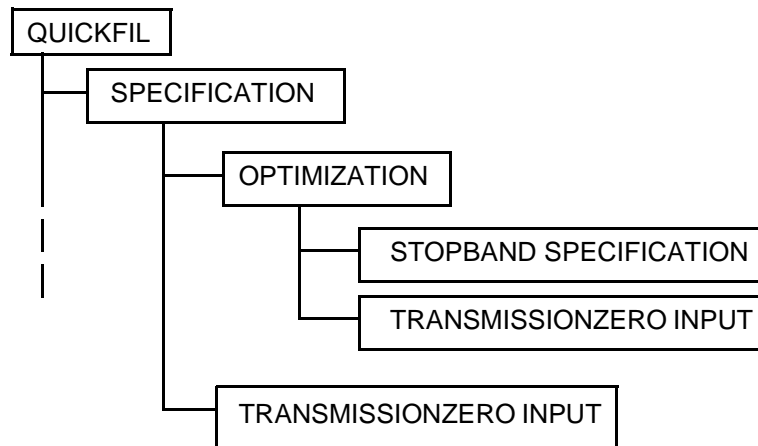 QUICKFIL
SPECIFICATION
OPTIMIZATION
STOPBAND SPECIFICATION
TRANSMISSIONZERO INPUT
TRANSMISSIONZERO INPUT